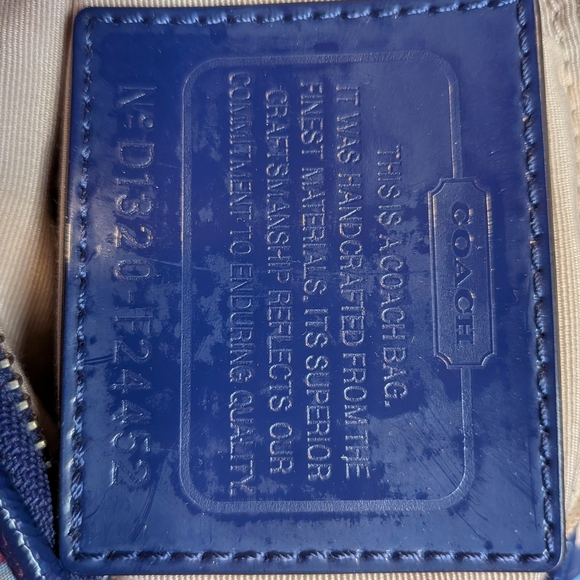 COACH
THIS IS A COACH BAG.
IT WAS HANDCRAFTED FROM THE
FINEST MATERIALS. ITS SUPERIOR
CRAFTSMANSHIP REFLECTS OUR
COMMITMENT TO ENDURING QUALITY.
Nº D1320-F24452